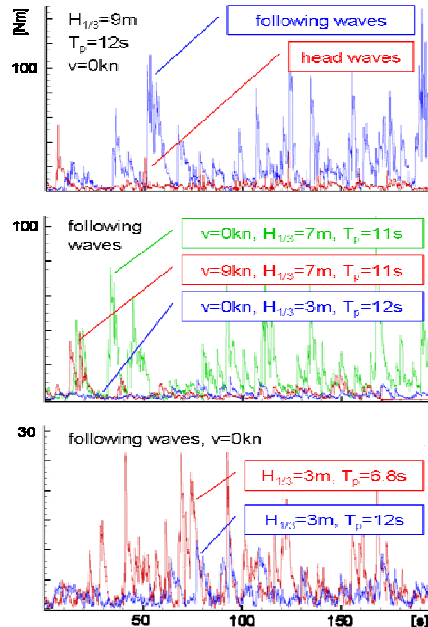 [Nm]
H1/3=9m
Tp=12s
v=0kn
following waves
head waves
100
100
following
waves
v=0kn, H1/3=7m, Tp=11s
v=9kn, H1/3=7m, Tp=11s
v=0kn, H1/3=3m, Tp=12s
30
following waves, v=0kn
H1/3=3m, Tp=6.8s
H1/3=3m, Tp=12s
50
100
150
[s]